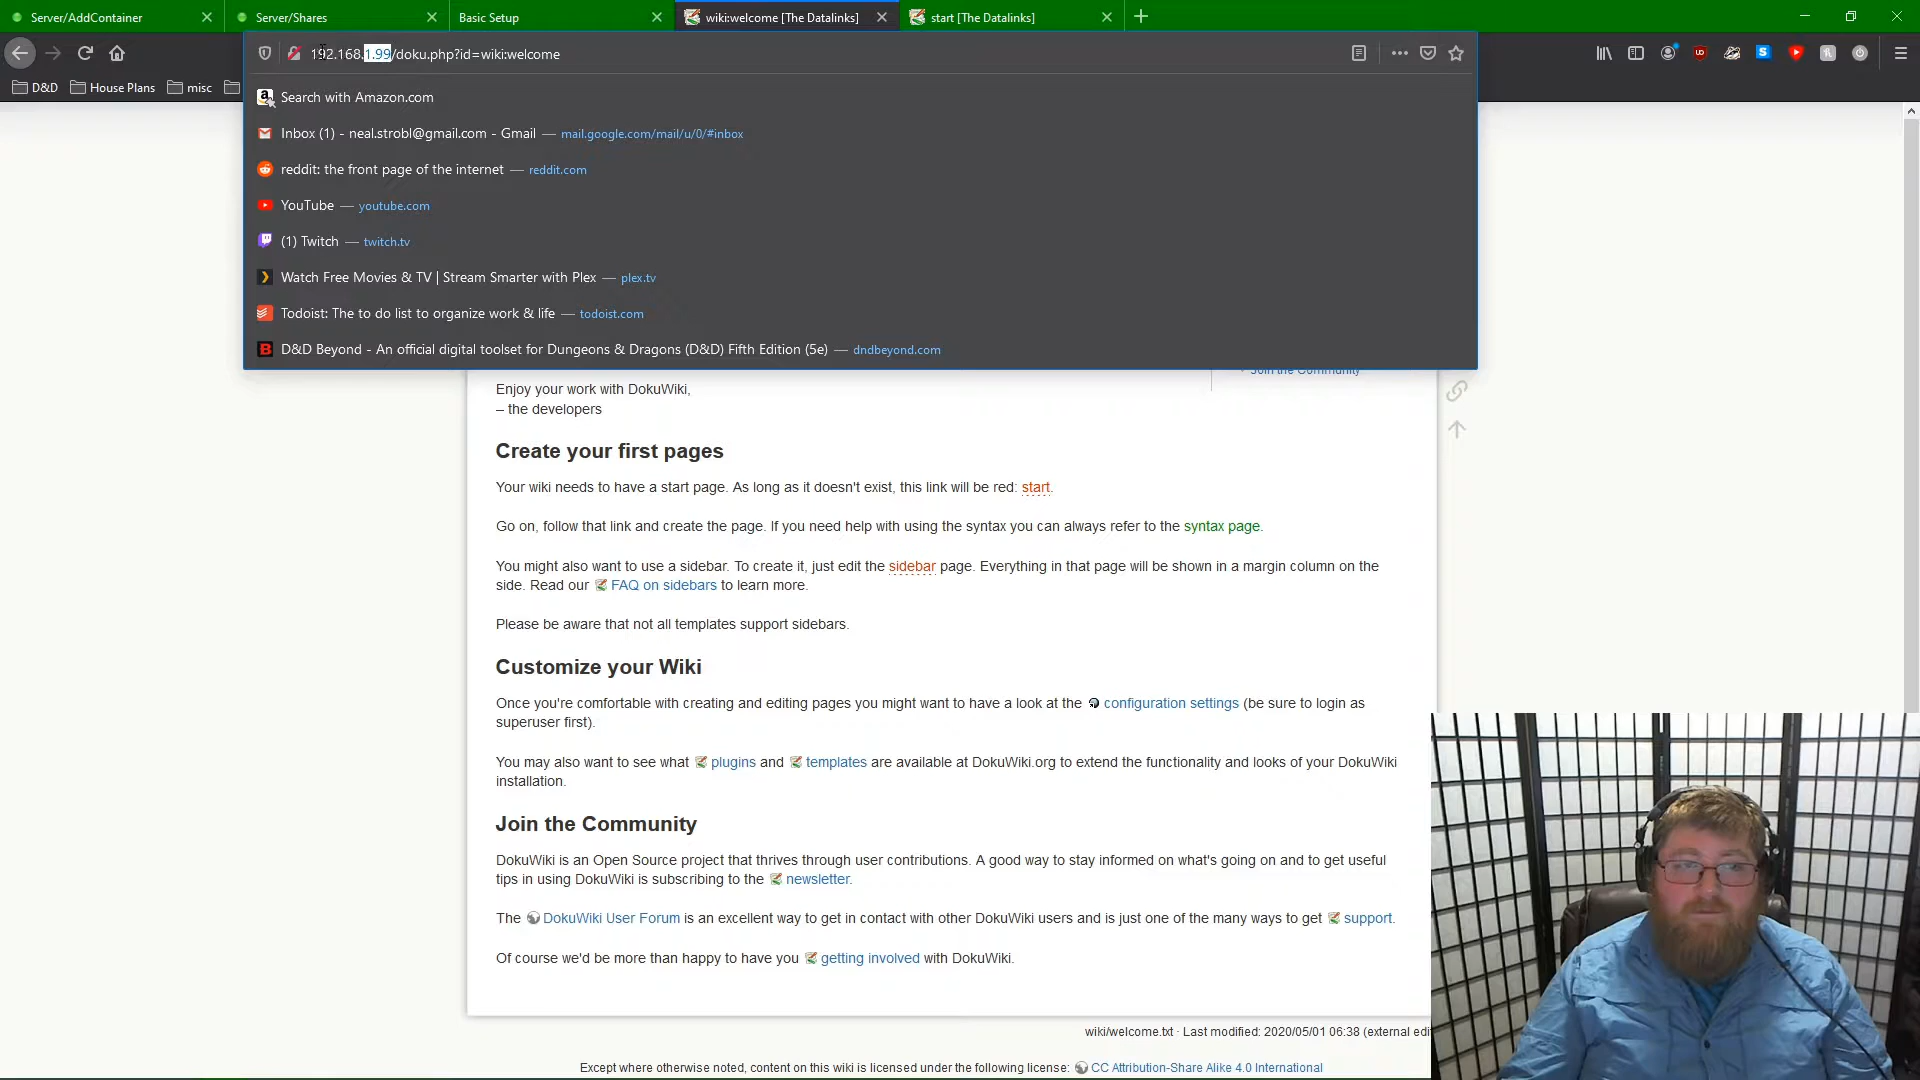 Server/AddContainer
Server/Shares
Basic Setup
wiki:welcome [The Datalinks]
start [The Datalinks]
192.168.1.99/doku.php?id=wiki:welcome
D&D
House Plans
misc
Search with Amazon.com
Inbox (1) - neal.strobl@gmail.com - Gmail — mail.google.com/mail/u/0/#inbox
reddit: the front page of the internet — reddit.com
YouTube — youtube.com
(1) Twitch — twitch.tv
Watch Free Movies & TV | Stream Smarter with Plex — plex.tv
Todoist: The to do list to organize work & life — todoist.com
D&D Beyond - An official digital toolset for Dungeons & Dragons (D&D) Fifth Edition (5e) — dndbeyond.com
Join the Community
Enjoy your work with DokuWiki,
– the developers
Create your first pages
Your wiki needs to have a start page. As long as it doesn't exist, this link will be red: start.
Go on, follow that link and create the page. If you need help with using the syntax you can always refer to the syntax page.
You might also want to use a sidebar. To create it, just edit the sidebar page. Everything in that page will be shown in a margin column on the
side. Read our FAQ on sidebars to learn more.
Please be aware that not all templates support sidebars.
Customize your Wiki
Once you're comfortable with creating and editing pages you might want to have a look at the configuration settings (be sure to login as
superuser first).
You may also want to see what plugins and templates are available at DokuWiki.org to extend the functionality and looks of your DokuWiki
installation.
Join the Community
DokuWiki is an Open Source project that thrives through user contributions. A good way to stay informed on what's going on and to get useful
tips in using DokuWiki is subscribing to the newsletter.
The DokuWiki User Forum is an excellent way to get in contact with other DokuWiki users and is just one of the many ways to get support.
Of course we'd be more than happy to have you getting involved with DokuWiki.
wiki/welcome.txt · Last modified: 2020/05/01 06:38 (external edi
Except where otherwise noted, content on this wiki is licensed under the following license: CC Attribution-Share Alike 4.0 International